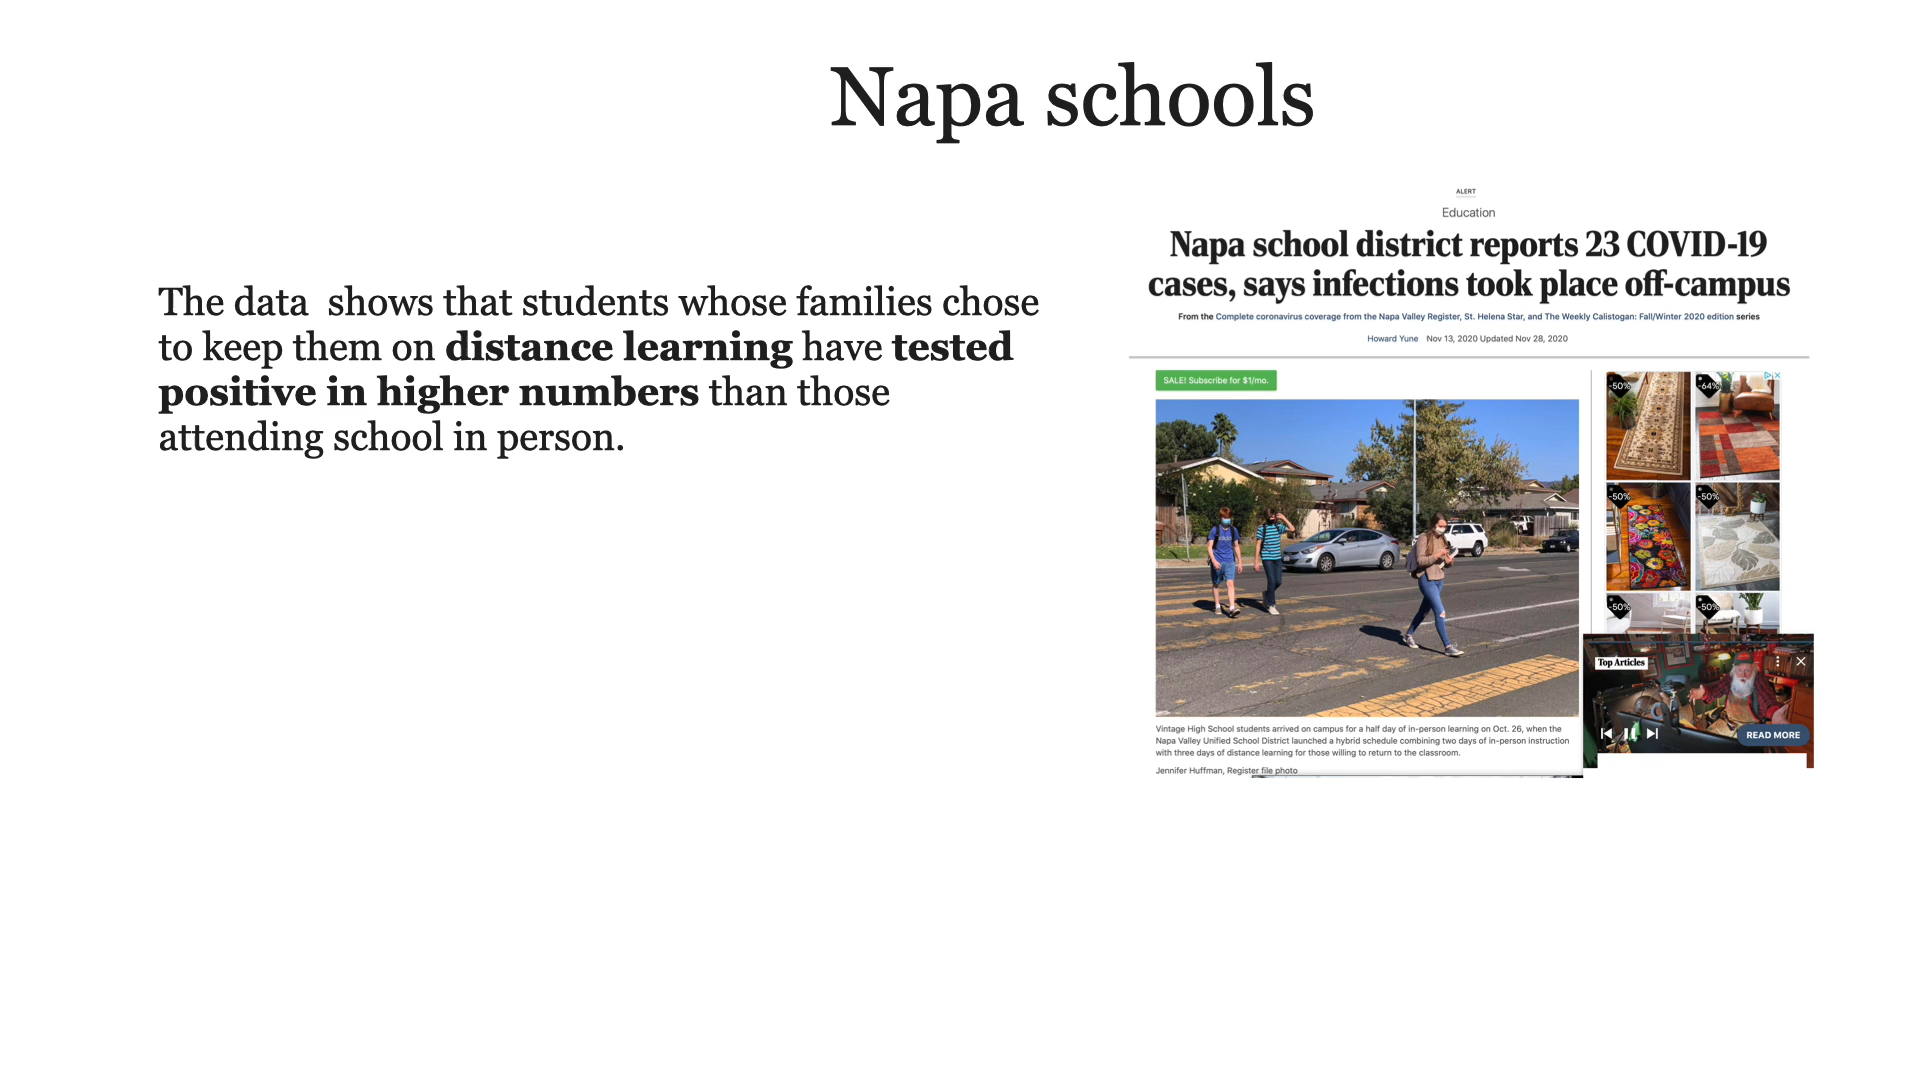 Napa schools
The data  shows that students whose families chose
to keep them on distance learning have tested
positive in higher numbers than those
attending school in person.
ALERT
Education
Napa school district reports 23 COVID-19
cases, says infections took place off-campus
From the Complete coronavirus coverage from the Napa Valley Register, St. Helena Star, and The Weekly Calistogan: Fall/Winter 2020 edition series
Howard Yune Nov 13, 2020 Updated Nov 28, 2020
SALE! Subscribe for $1/mo.
-50%
-64%
-50%
-50%
-50%
-50%
Top Articles
READ MORE
Vintage High School students arrived on campus for a half day of in-person learning on Oct. 26, when the
Napa Valley Unified School District launched a hybrid schedule combining two days of in-person instruction
with three days of distance learning for those willing to return to the classroom.
Jennifer Huffman, Register file photo